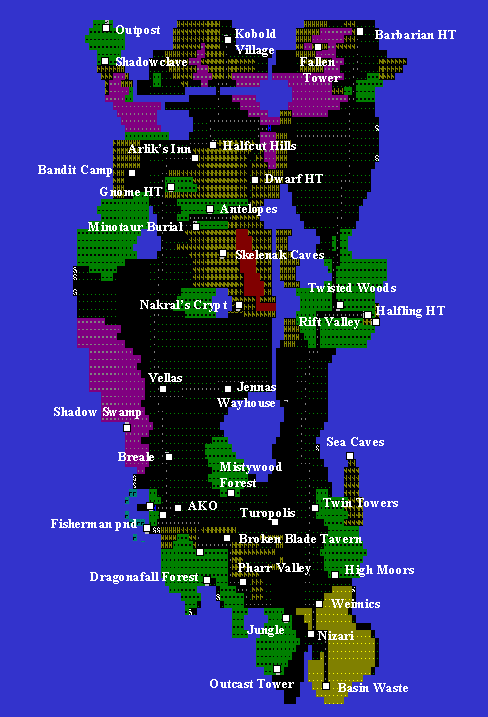 Outpost
Kobold
Village
Barbarian HT
Shadowclave
Fallen
Tower
Arlik's Inn
Halfcut Hills
Bandit Camp
Dwarf HT
Gnome HT
Antelopes
Minotaur Burial
Skelenak Caves
Twisted Woods
Nakral's Crypt
Halfling HT
Rift Valley
Vellas
Jennas
Wayhouse
Shadow Swamp
Sea Caves
Breale
Mistywood
Forest
AKO
Twin Towers
Turopolis
Fisherman pnd
Broken Blade Tavern
Pharr Valley
High Moors
Dragonafall Forest
Weimics
Jungle
Nizari
Outcast Tower
Basin Waste